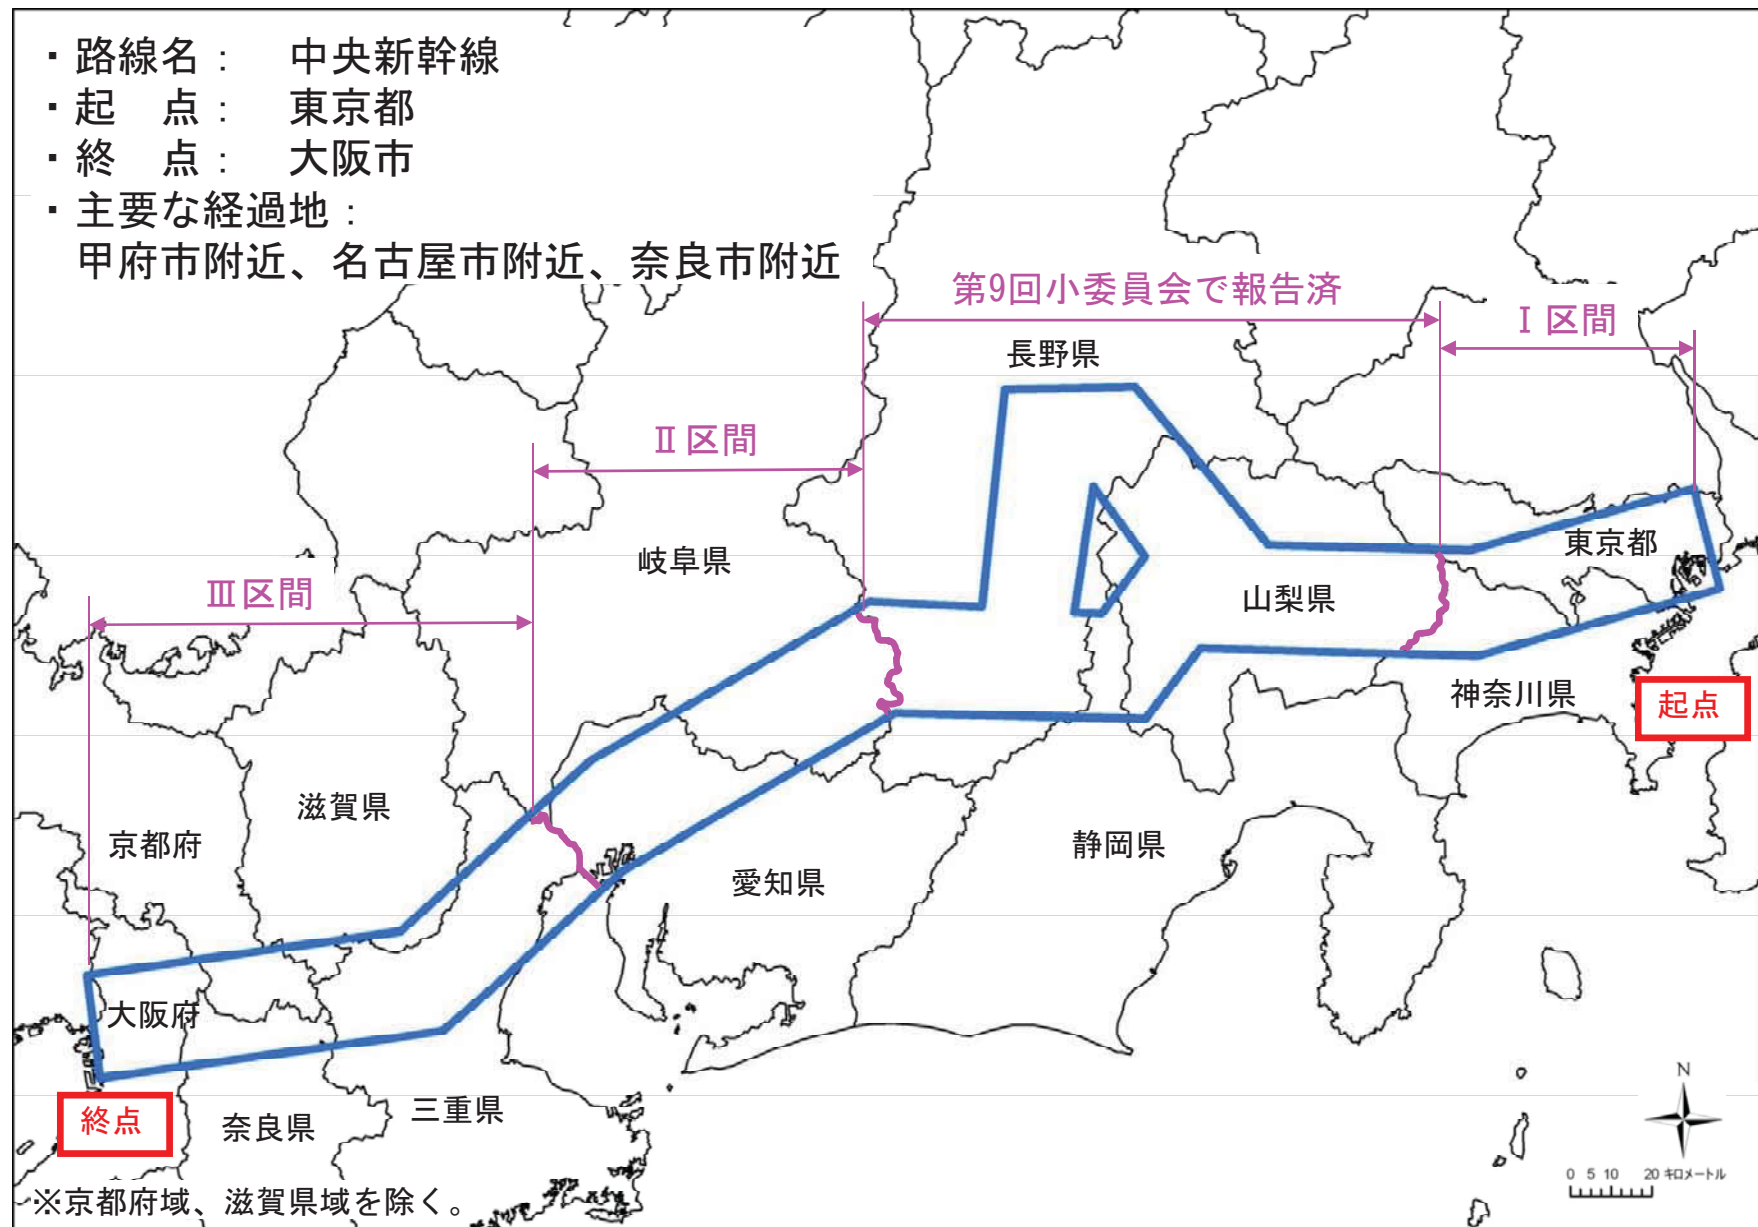 ・路線名： 中央新幹線
・起　点： 東京都
・終　点： 大阪市
・主要な経過地：
甲府市附近、名古屋市附近、奈良市附近
第9回小委員会で報告済
Ⅰ区間
長野県
Ⅱ区間
東京都
岐阜県
Ⅲ区間
山梨県
神奈川県
起点
滋賀県
京都府
静岡県
愛知県
大阪府
N
終点
奈良県
三重県
0 5 10 20 キロメートル
※京都府域、滋賀県域を除く。